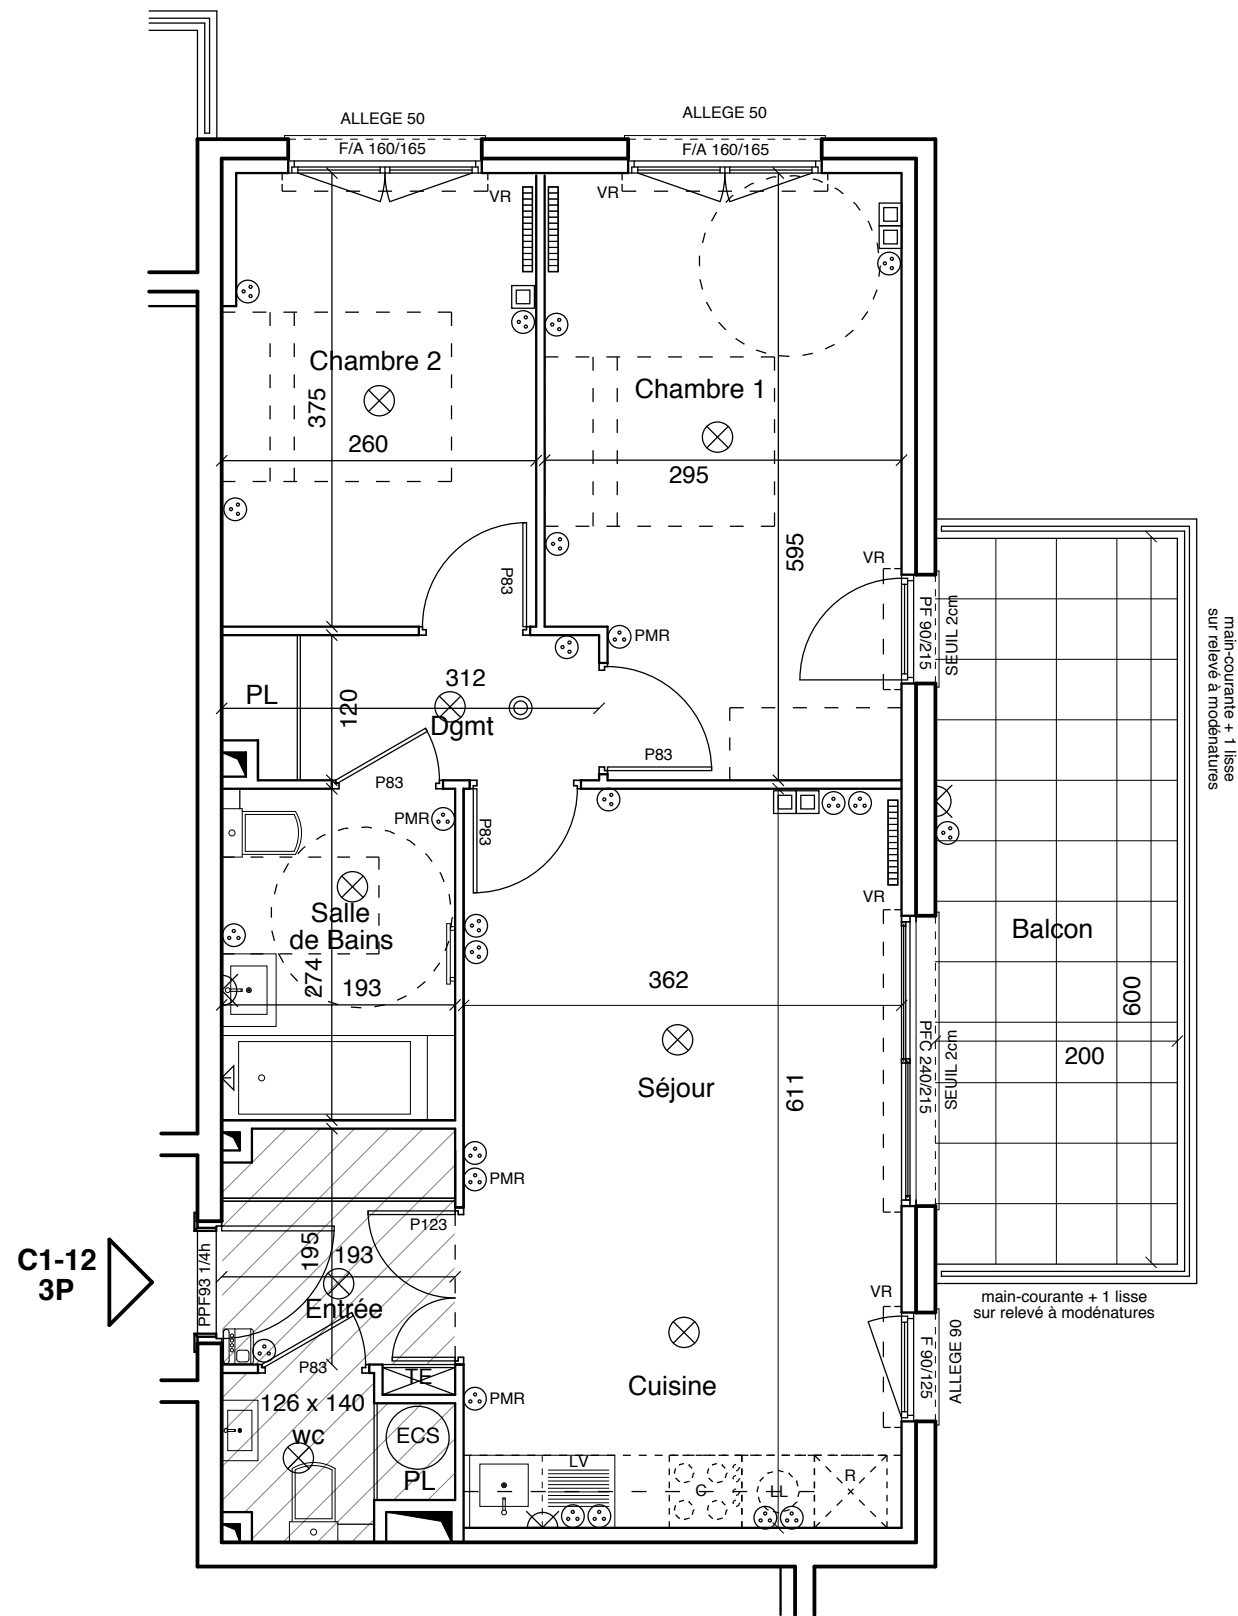 ALLEGE 50
ALLEGE 50
F/A 160/165
F/A 160/165
VR
VR
Chambre 2
375
260
Chambre 1
295
595
VR
P83
PMR
PF 90/215
SEUIL 2cm
main-courante + 1 lisse
sur relevé à modénatures
PL
120
312
Dgmt
P83
P83
PMR
P83
VR
Salle
de Bains
274
193
362
Balcon
600
200
Séjour
611
PFC 240/215
SEUIL 2cm
PMR
P123
C1-12
3P
PPF93 1/4h
195
193
Entrée
VR
main-courante + 1 lisse
sur relevé à modénatures
P83
TE
126 x 140
wc
ECS
PL
PMR
Cuisine
F 90/125
ALLEGE 90
LV
C
LL
R